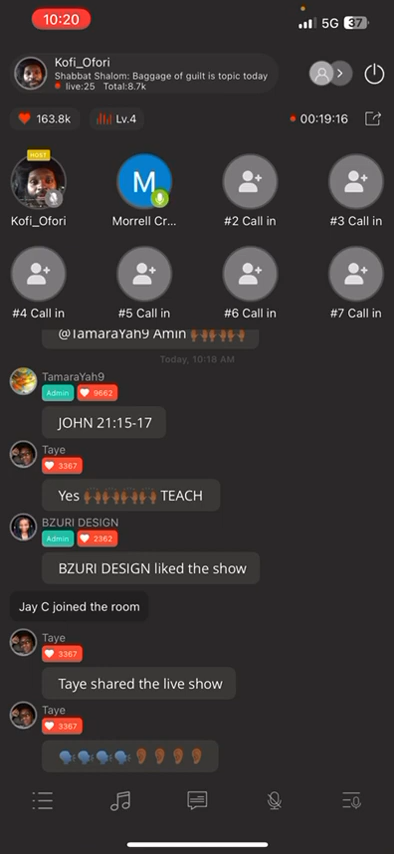 10:20
5G 37
Kofi_Ofori
Shabbat Shalom: Baggage of guilt is topic today
live:25 Total:8.7k
163.8k
Lv.4
00:19:16
HOST
M
Kofi_Ofori
Morrell Cr...
#2 Call in
#3 Call in
#4 Call in
#5 Call in
#6 Call in
#7 Call in
@TamaraYah9 Amin 🙌🏾🙌🏾🙌🏾
Today, 10:18 AM
TamaraYah9
Admin 9662
JOHN 21:15-17
Taye
3367
Yes 🙌🏾🙌🏾🙌🏾🙌🏾 TEACH
BZURI DESIGN
Admin 2362
BZURI DESIGN liked the show
Jay C joined the room
Taye
3367
Taye shared the live show
Taye
3367
🗣🗣🗣🗣👂🏾👂🏾👂🏾👂🏾